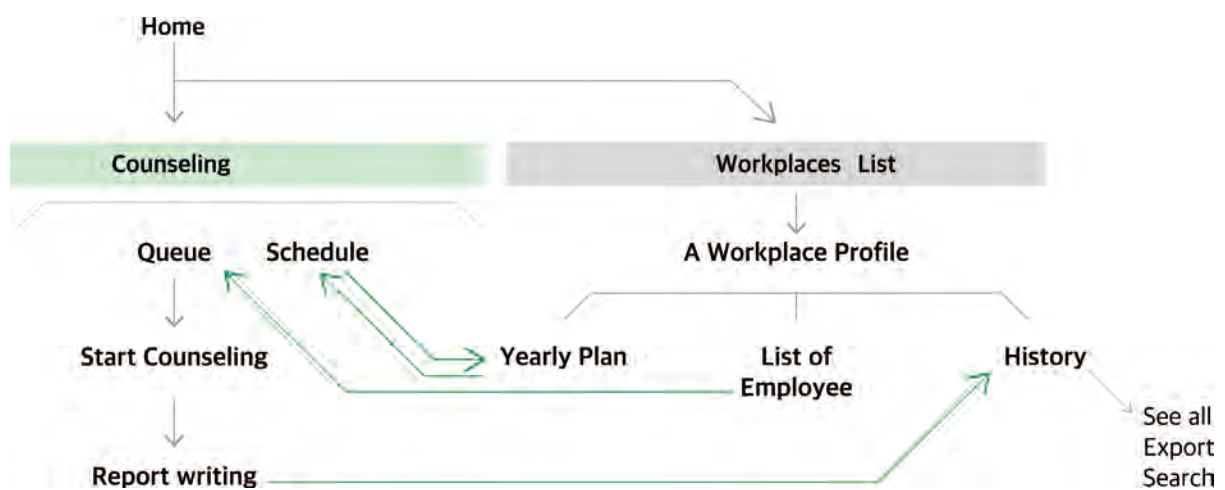 Home
Counseling
Workplaces List
Queue
Schedule
A Workplace Profile
Start Counseling
Yearly Plan
List of
Employee
History
See all
Export
Search
Report writing